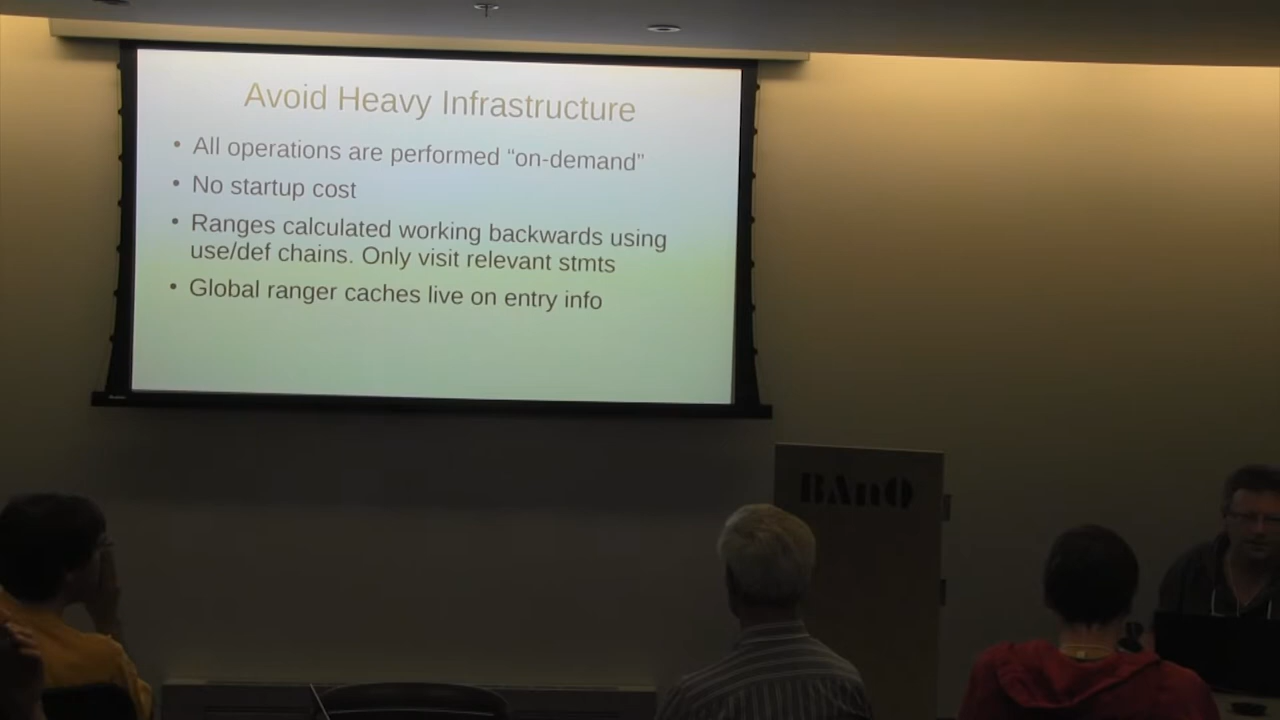 Avoid Heavy Infrastructure
• All operations are performed “on-demand”
• No startup cost
• Ranges calculated working backwards using
use/def chains. Only visit relevant stmts
• Global ranger caches live on entry info
BAnQ